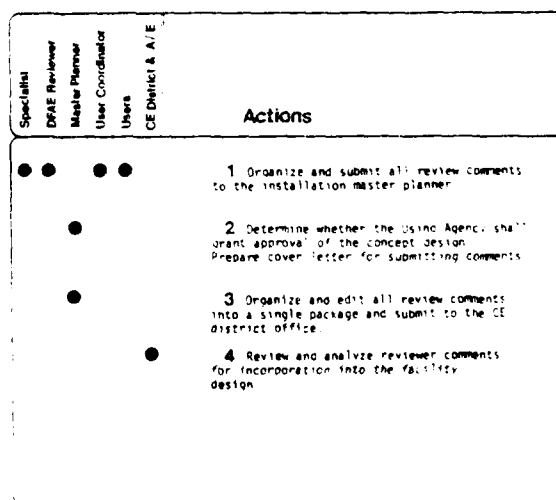 Specialist
DFAE Reviewer
Master Planner
User Coordinator
Users
CE District & A/E
Actions
1 Organize and submit all review comments
to the installation master planner
2 Determine whether the Using Agency shall
grant approval of the concept design
Prepare cover letter for submitting comments
3 Organize and edit all review comments
into a single package and submit to the CE
district office.
4 Review and analyze reviewer comments
for incorporation into the facility
design